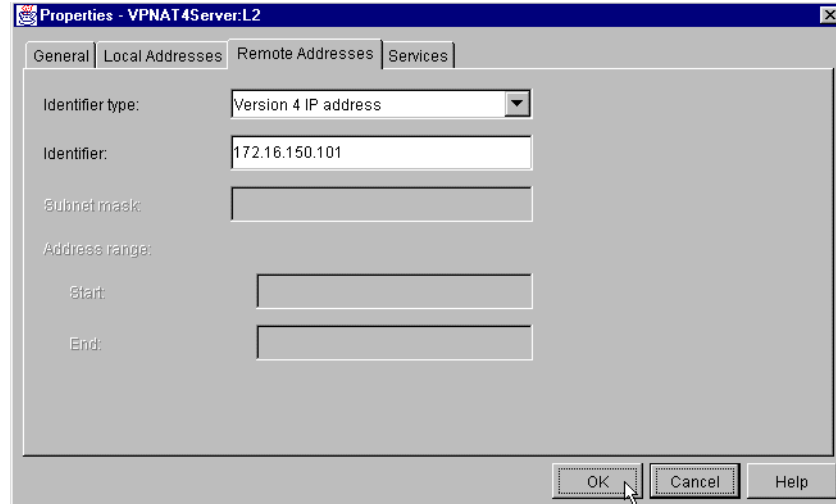 Properties - VPNAT4Server:L2
General Local Addresses Remote Addresses Services
Identifier type: Version 4 IP address
Identifier: 172.16.150.101
Subnet mask:
Address range:
Start:
End:
OK Cancel Help